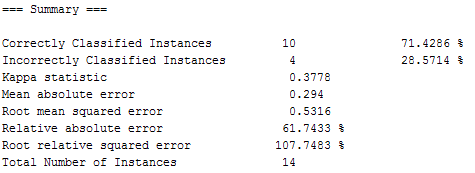 === Summary ===
Correctly Classified Instances 10 71.4286 %
Incorrectly Classified Instances 4 28.5714 %
Kappa statistic 0.3778
Mean absolute error 0.294
Root mean squared error 0.5316
Relative absolute error 61.7433 %
Root relative squared error 107.7483 %
Total Number of Instances 14